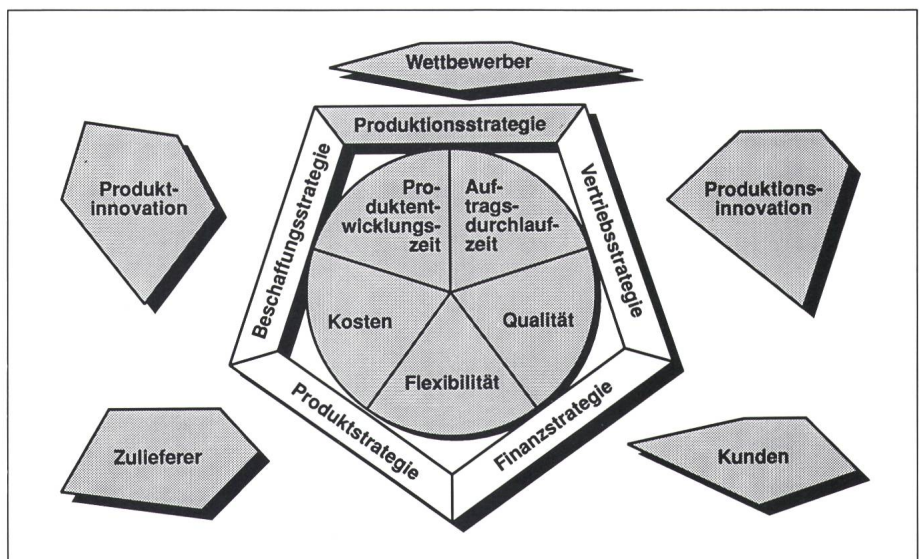 Wettbewerber
Produktionsstrategie
Produkt-
innovation
Beschaffungsstrategie
Pro-
duktent-
wicklungs-
zeit
Auf-
trags-
durchlauf-
zeit
Vertriebsstrategie
Produktions-
innovation
Kosten
Qualität
Flexibilität
Produktstrategie
Finanzstrategie
Zulieferer
Kunden